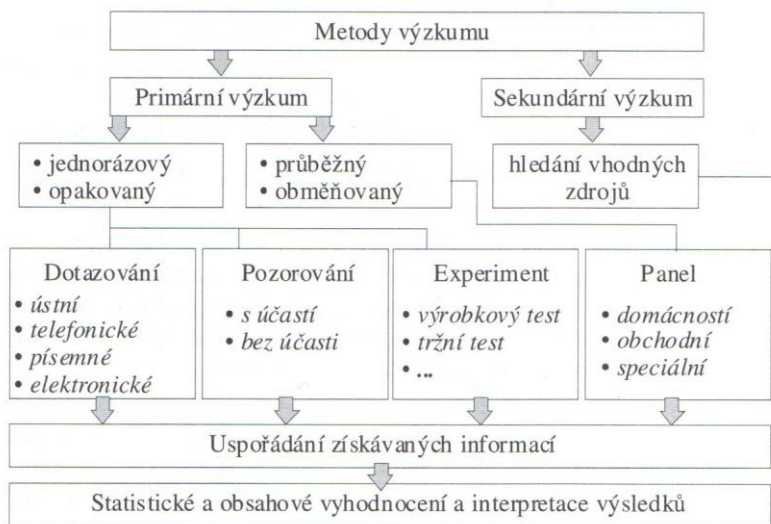 Metody výzkumu
Primární výzkum
Sekundární výzkum
• jednorázový
• opakovaný
• průběžný
• obměňovaný
hledání vhodných
zdrojů
Dotazování
• ústní
• telefonické
• písemné
• elektronické
Pozorování
• s účastí
• bez účasti
Experiment
• výrobkový test
• tržní test
• ...
Panel
• domácností
• obchodní
• speciální
Uspořádání získávaných informací
Statistické a obsahové vyhodnocení a interpretace výsledků